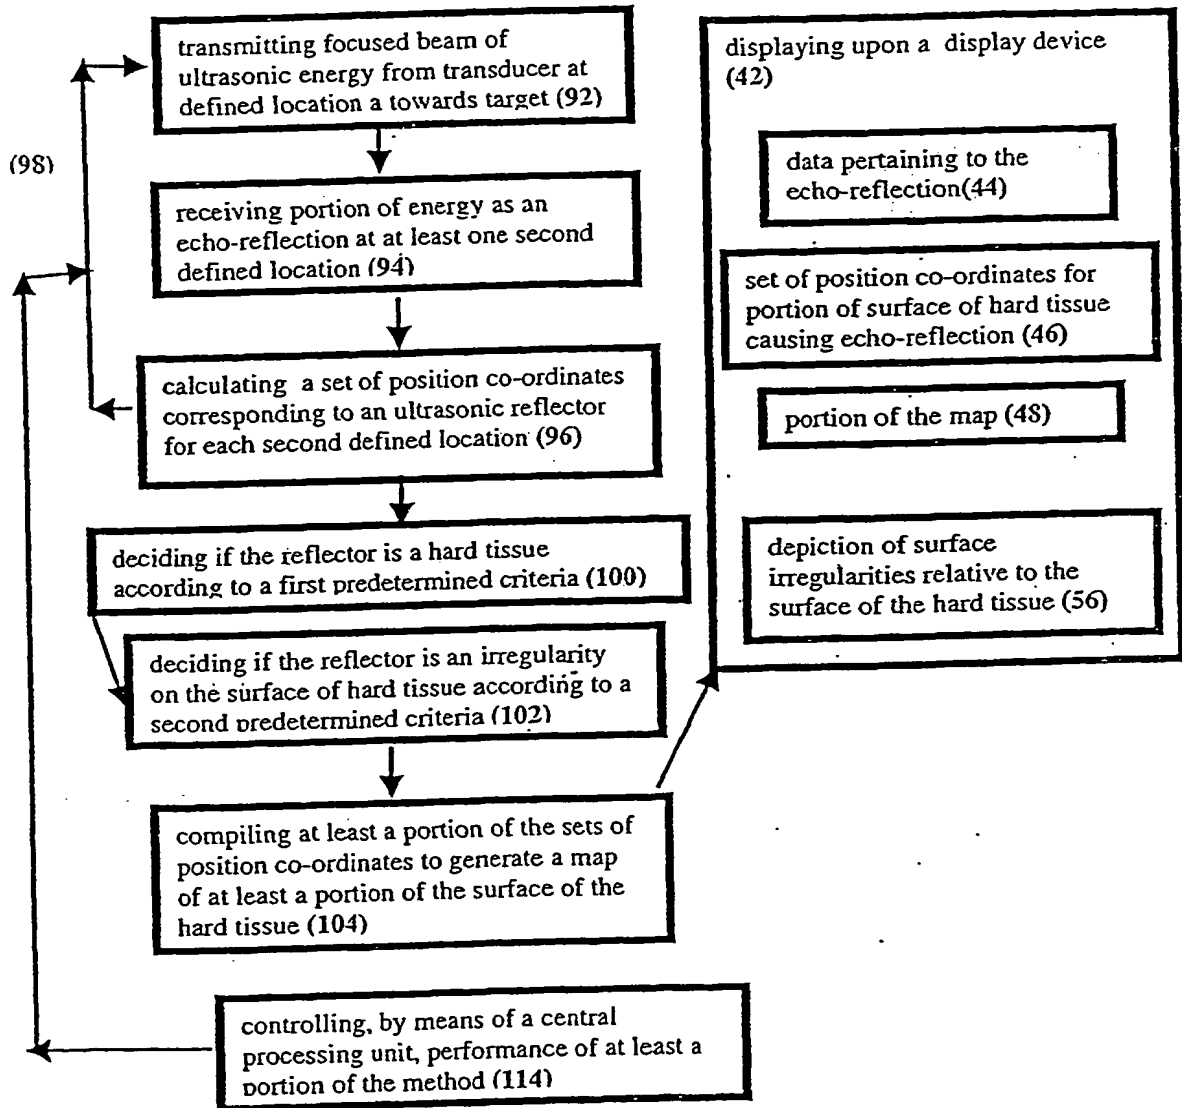 transmitting focused beam of
ultrasonic energy from transducer at
defined location a towards target (92)
(98)
receiving portion of energy as an
echo-reflection at at least one second
defined location (94)
calculating a set of position co-ordinates
corresponding to an ultrasonic reflector
for each second defined location (96)
deciding if the reflector is a hard tissue
according to a first predetermined criteria (100)
deciding if the reflector is an irregularity
on the surface of hard tissue according to a
second predetermined criteria (102)
compiling at least a portion of the sets of
position co-ordinates to generate a map
of at least a portion of the surface of the
hard tissue (104)
controlling, by means of a central
processing unit, performance of at least a
portion of the method (114)
displaying upon a display device
(42)
data pertaining to the
echo-reflection(44)
set of position co-ordinates for
portion of surface of hard tissue
causing echo-reflection (46)
portion of the map (48)
depiction of surface
irregularities relative to the
surface of the hard tissue (56)